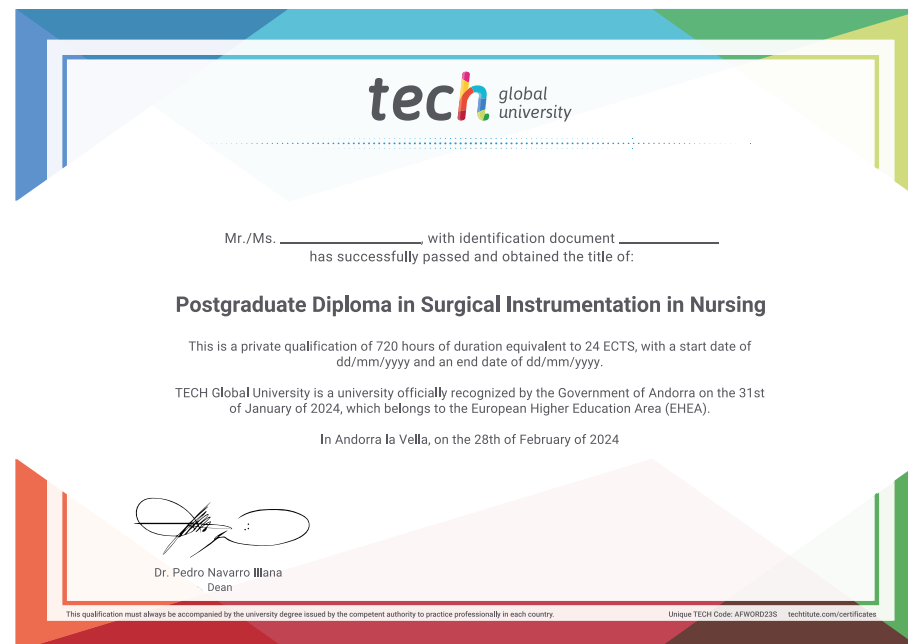 tech global university
Mr./Ms. ____________________, with identification document ______________
has successfully passed and obtained the title of:
Postgraduate Diploma in Surgical Instrumentation in Nursing
This is a private qualification of 720 hours of duration equivalent to 24 ECTS, with a start date of
dd/mm/yyyy and an end date of dd/mm/yyyy.
TECH Global University is a university officially recognized by the Government of Andorra on the 31st
of January of 2024, which belongs to the European Higher Education Area (EHEA).
In Andorra la Vella, on the 28th of February of 2024
Dr. Pedro Navarro Illana
Dean
This qualification must always be accompanied by the university degree issued by the competent authority to practice professionally in each country.
Unique TECH Code: AFWORD23S techtitute.com/certificates